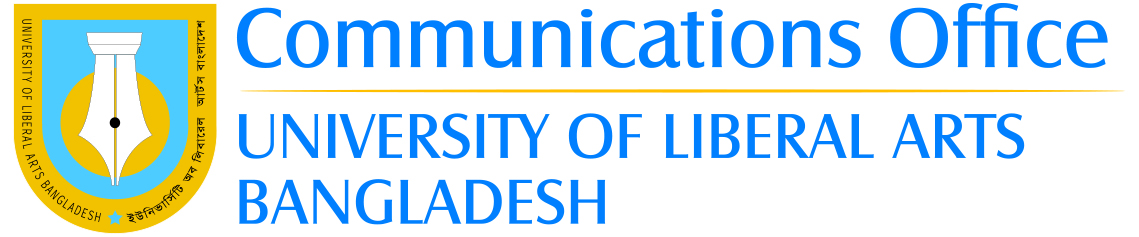 UNIVERSITY OF LIBERAL ARTS BANGLADESH
ইউনিভার্সিটি অব লিবারেল আর্টস বাংলাদেশ
Communications Office
UNIVERSITY OF LIBERAL ARTS
BANGLADESH